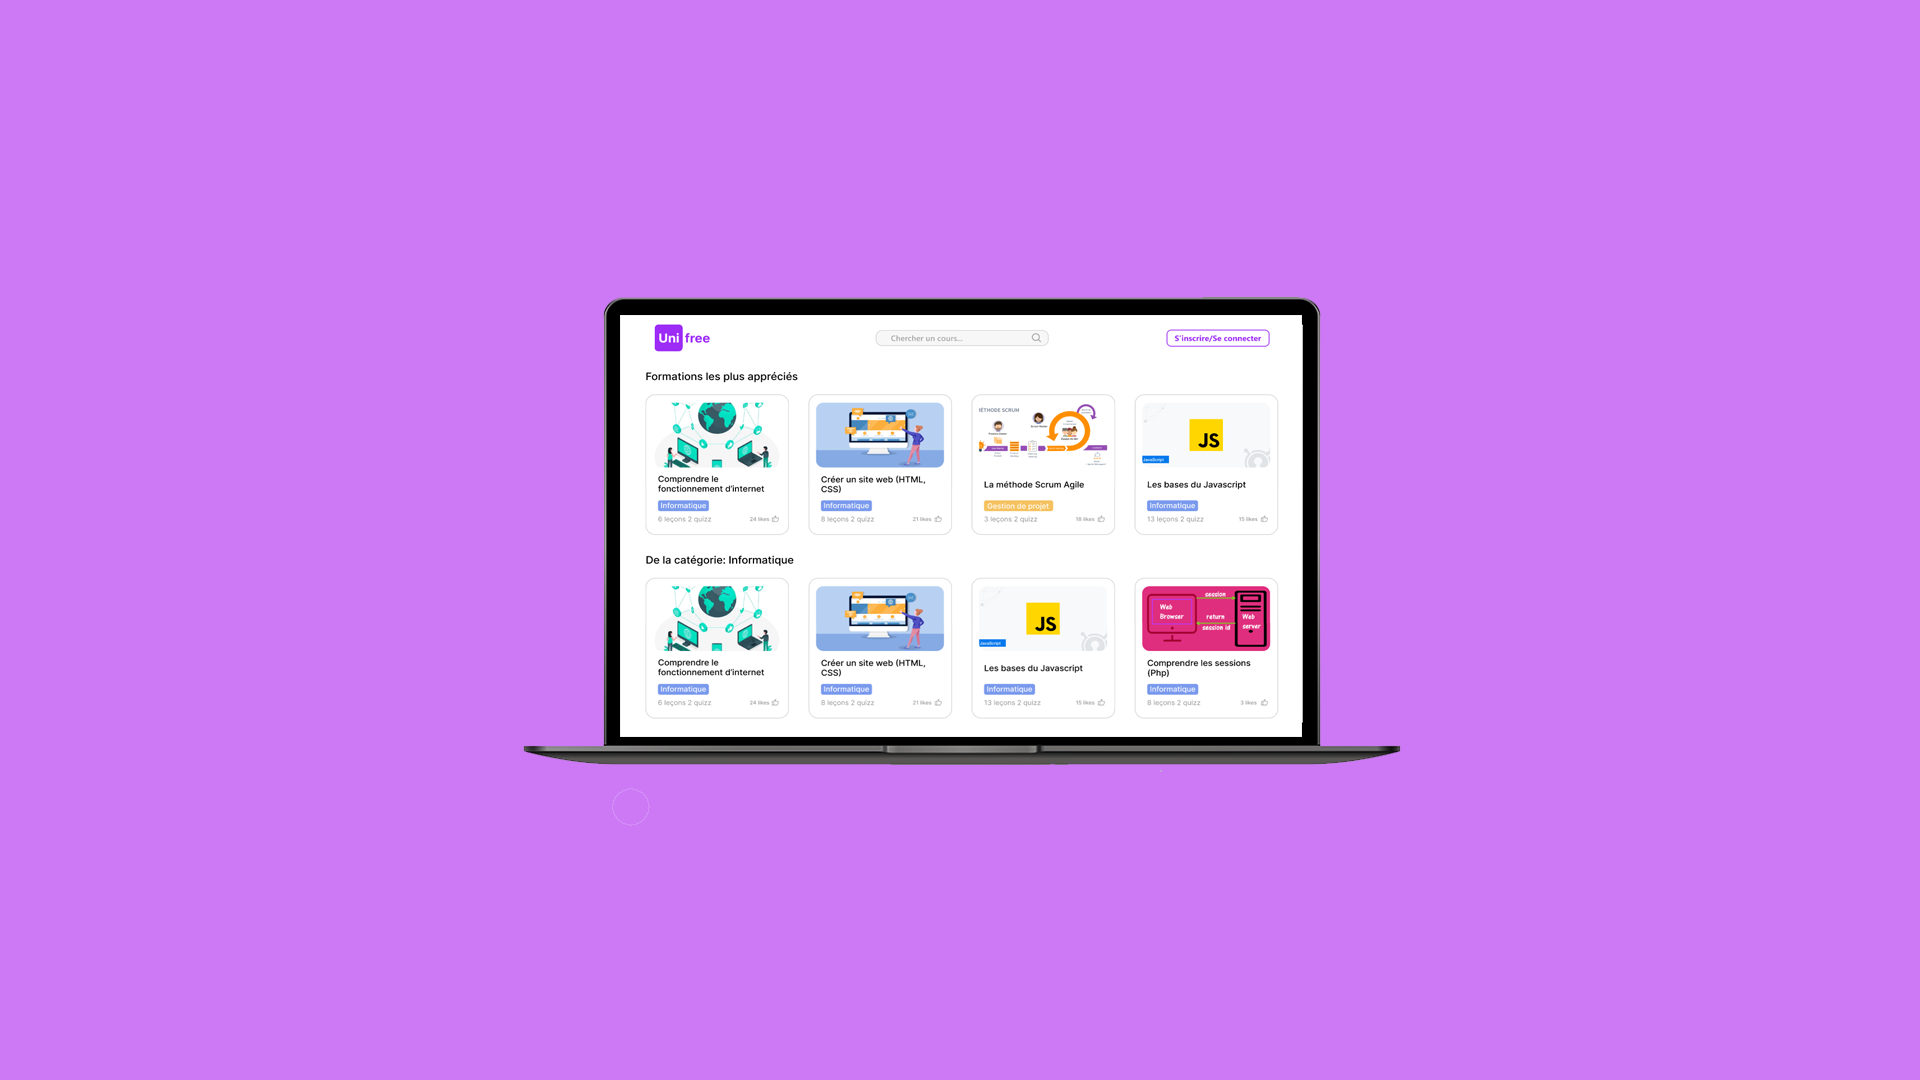 Uni free
Chercher un cours...
S'inscrire/Se connecter
Formations les plus appréciés
Comprendre le
fonctionnement d'internet
Informatique
6 leçons 2 quizz
24 likes
Créer un site web (HTML,
CSS)
Informatique
8 leçons 2 quizz
21 likes
ÉTHODE SCRUM
La méthode Scrum Agile
Gestion de projet
3 leçons 2 quizz
18 likes
JS
JavaScript
Les bases du Javascript
Informatique
13 leçons 2 quizz
15 likes
De la catégorie: Informatique
Comprendre le
fonctionnement d'internet
Informatique
6 leçons 2 quizz
24 likes
Créer un site web (HTML,
CSS)
Informatique
8 leçons 2 quizz
21 likes
JS
JavaScript
Les bases du Javascript
Informatique
13 leçons 2 quizz
15 likes
session
Web
Browser
return
session id
Web
server
Comprendre les sessions
(Php)
Informatique
8 leçons 2 quizz
3 likes